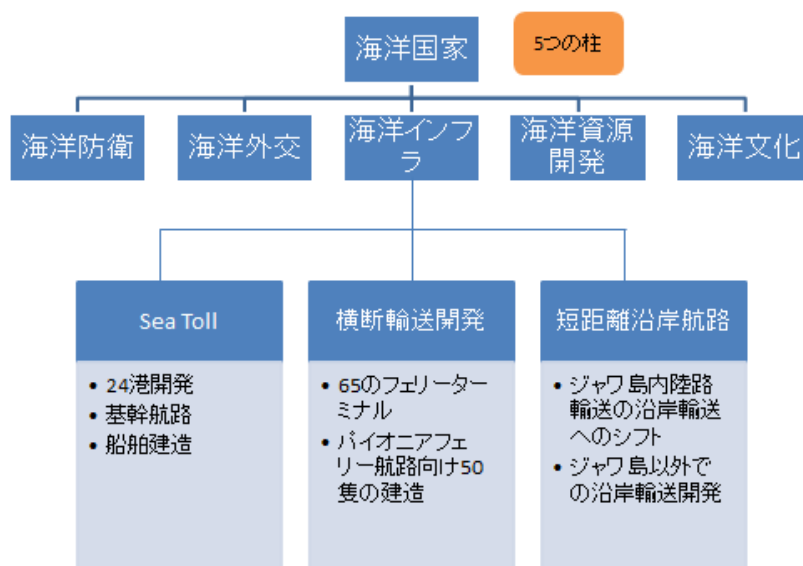 海洋国家
5つの柱
海洋防衛
海洋外交
海洋インフ
ラ
海洋資源
開発
海洋文化
Sea Toll
• 24港開発
• 基幹航路
• 船舶建造
横断輸送開発
• 65のフェリーター
ミナル
• パイオニアフェ
リー航路向け50
隻の建造
短距離沿岸航路
• ジャワ島内陸路
輸送の沿岸輸送
へのシフト
• ジャワ島以外で
の沿岸輸送開発